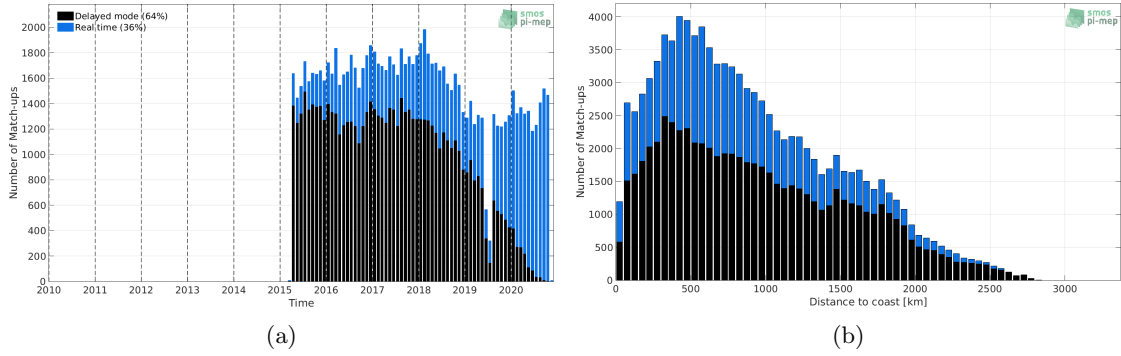 Delayed mode (64%)
Real time (36%)
smos
pi-mep
Number of Match-ups
2000
1800
1600
1400
1200
1000
800
600
400
200
0
2010 2011 2012 2013 2014 2015 2016 2017 2018 2019 2020
Time
(a)
smos
pi-mep
Number of Match-ups
4000
3500
3000
2500
2000
1500
1000
500
0
0 500 1000 1500 2000 2500 3000
Distance to coast [km]
(b)